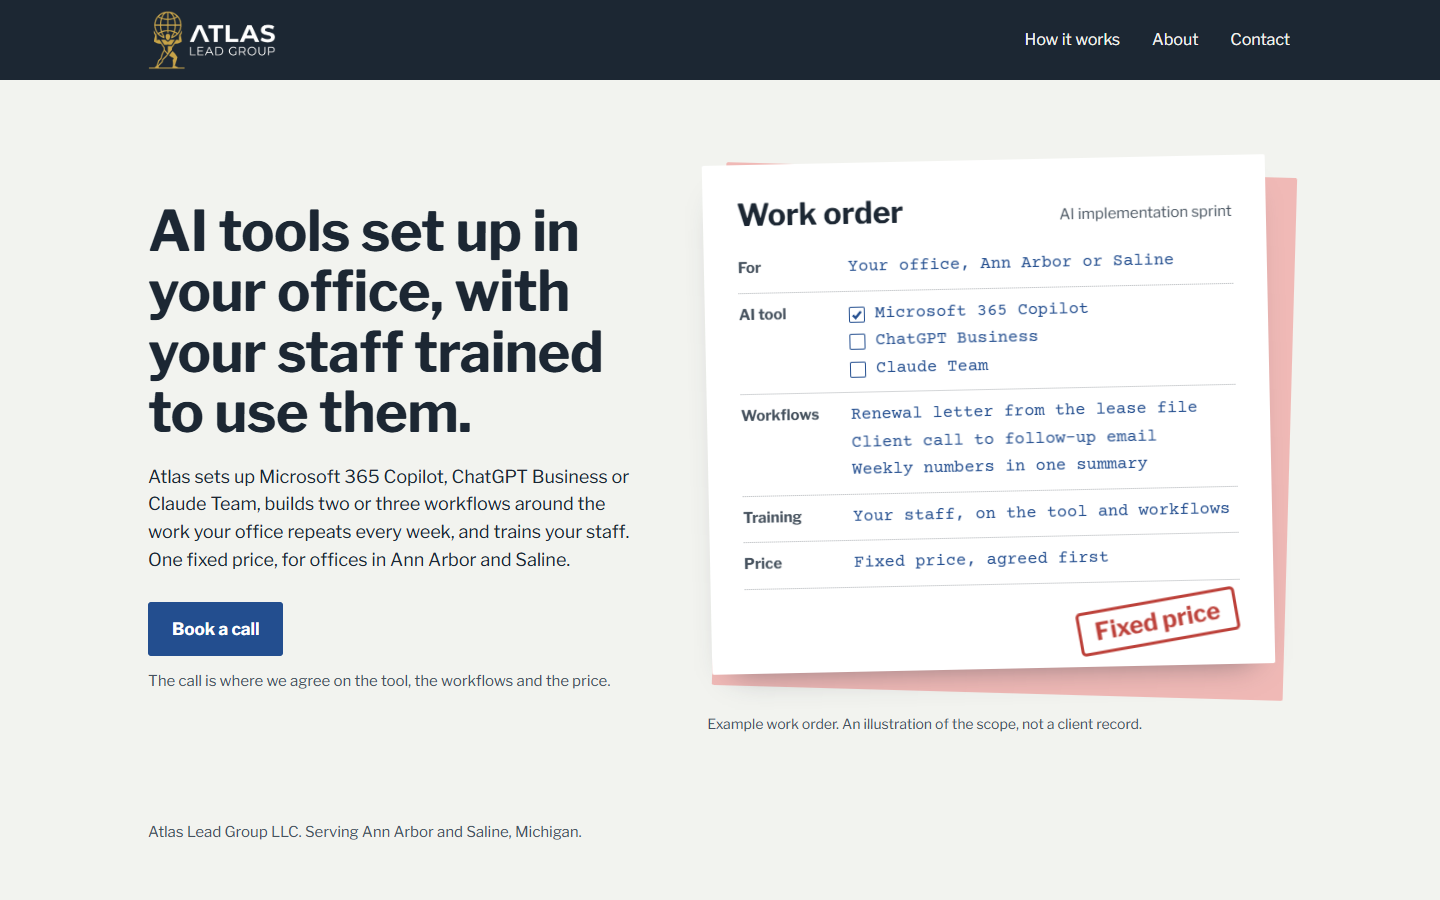 ATLAS
LEAD GROUP
How it works
About
Contact
AI tools set up in
your office, with
your staff trained
to use them.
Atlas sets up Microsoft 365 Copilot, ChatGPT Business or
Claude Team, builds two or three workflows around the
work your office repeats every week, and trains your staff.
One fixed price, for offices in Ann Arbor and Saline.
Book a call
The call is where we agree on the tool, the workflows and the price.
Work order
AI implementation sprint
For
Your office, Ann Arbor or Saline
AI tool
Microsoft 365 Copilot
ChatGPT Business
Claude Team
Workflows
Renewal letter from the lease file
Client call to follow-up email
Weekly numbers in one summary
Training
Your staff, on the tool and workflows
Price
Fixed price, agreed first
Fixed price
Example work order. An illustration of the scope, not a client record.
Atlas Lead Group LLC. Serving Ann Arbor and Saline, Michigan.